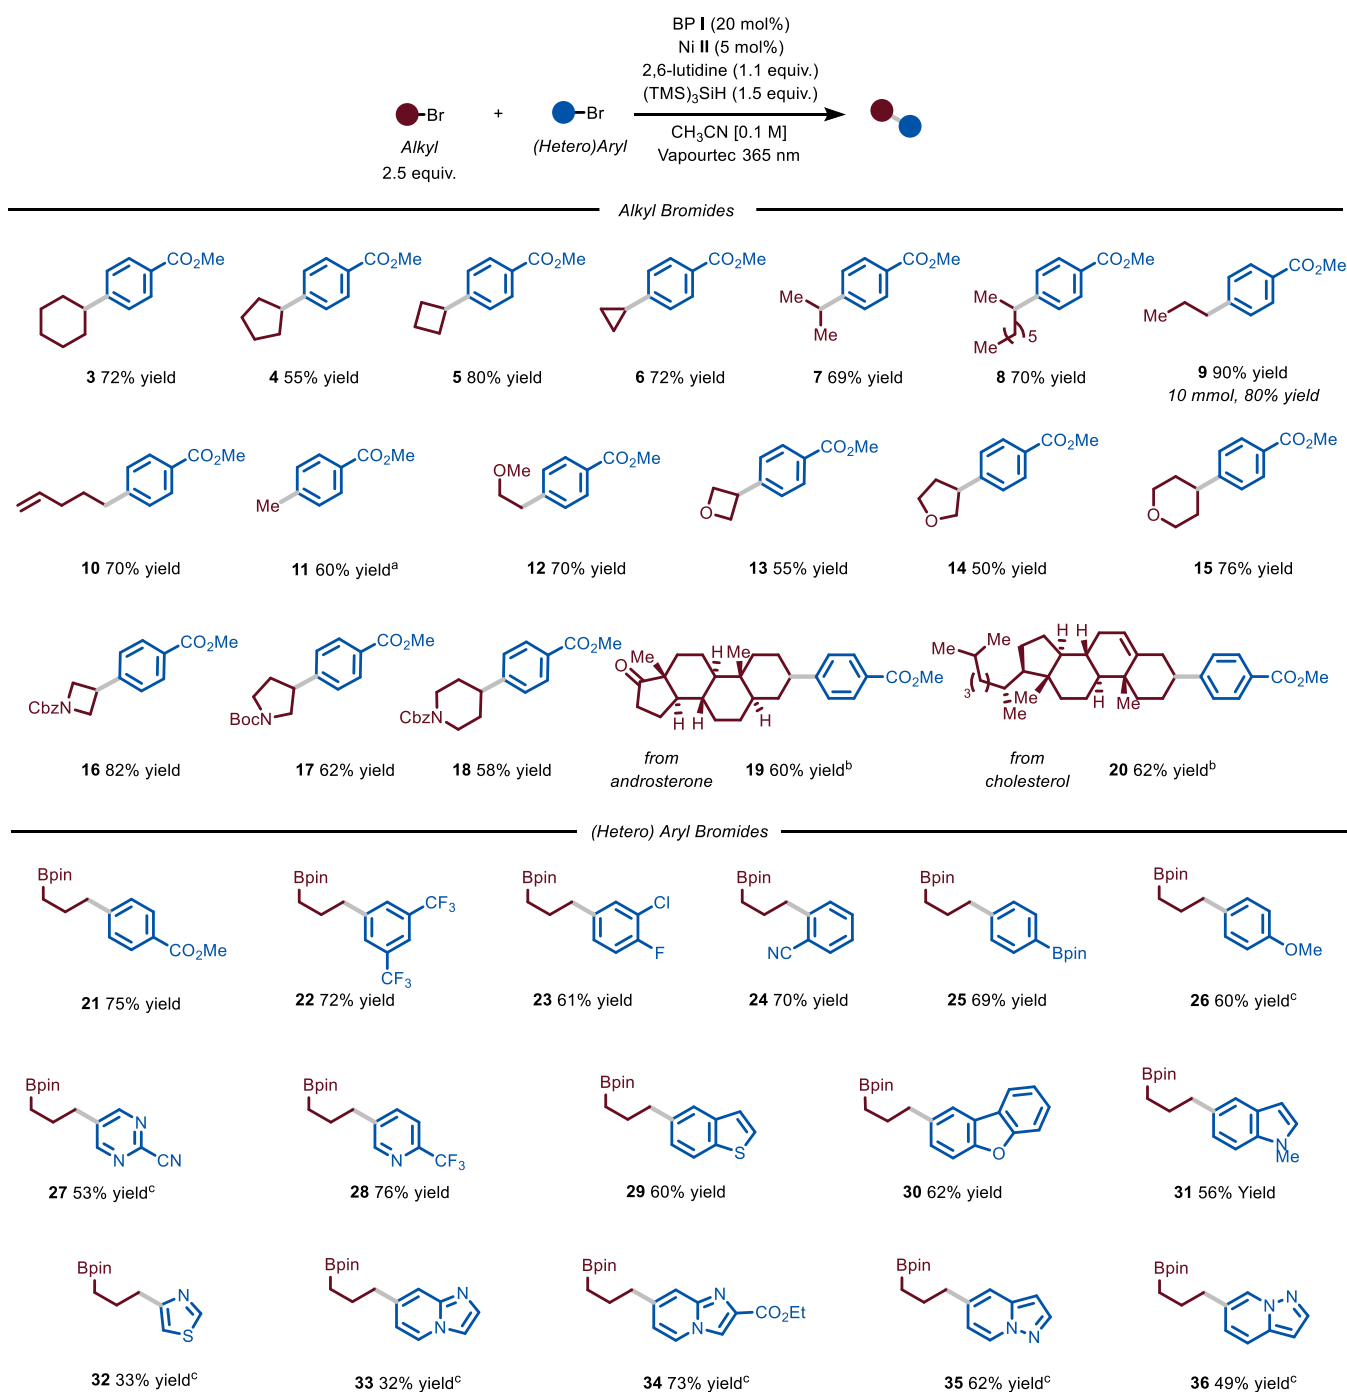 BP I (20 mol%)
Ni II (5 mol%)
2,6-lutidine (1.1 equiv.)
(TMS)₃SiH (1.5 equiv.)
Br + Br
CH₃CN [0.1 M]
Alkyl (Hetero)Aryl Vapourtec 365 nm
2.5 equiv.
Alkyl Bromides
CO₂Me CO₂Me CO₂Me CO₂Me CO₂Me CO₂Me CO₂Me
Me Me Me
Me Me 5
3 72% yield 4 55% yield 5 80% yield 6 72% yield 7 69% yield 8 70% yield 9 90% yield
10 mmol, 80% yield
CO₂Me CO₂Me CO₂Me CO₂Me CO₂Me CO₂Me
Me OMe O O O
10 70% yield 11 60% yieldᵃ 12 70% yield 13 55% yield 14 50% yield 15 76% yield
CO₂Me CO₂Me CO₂Me Me Me H Me H H
O CO₂Me Me CO₂Me
CbzN BocN CbzN H H H 3 Me Me H Me
16 82% yield 17 62% yield 18 58% yield from androsterone 19 60% yieldᵇ from cholesterol 20 62% yieldᵇ
(Hetero) Aryl Bromides
Bpin Bpin Bpin Bpin Bpin Bpin
CO₂Me CF₃ CF₃ Cl F NC Bpin OMe
21 75% yield 22 72% yield 23 61% yield 24 70% yield 25 69% yield 26 60% yieldᶜ
Bpin Bpin Bpin Bpin Bpin
N N CN N CF₃ S O N Me
27 53% yieldᶜ 28 76% yield 29 60% yield 30 62% yield 31 56% Yield
Bpin Bpin Bpin Bpin Bpin
N S N N N N CO₂Et N N N N
32 33% yieldᶜ 33 32% yieldᶜ 34 73% yieldᶜ 35 62% yieldᶜ 36 49% yieldᶜ